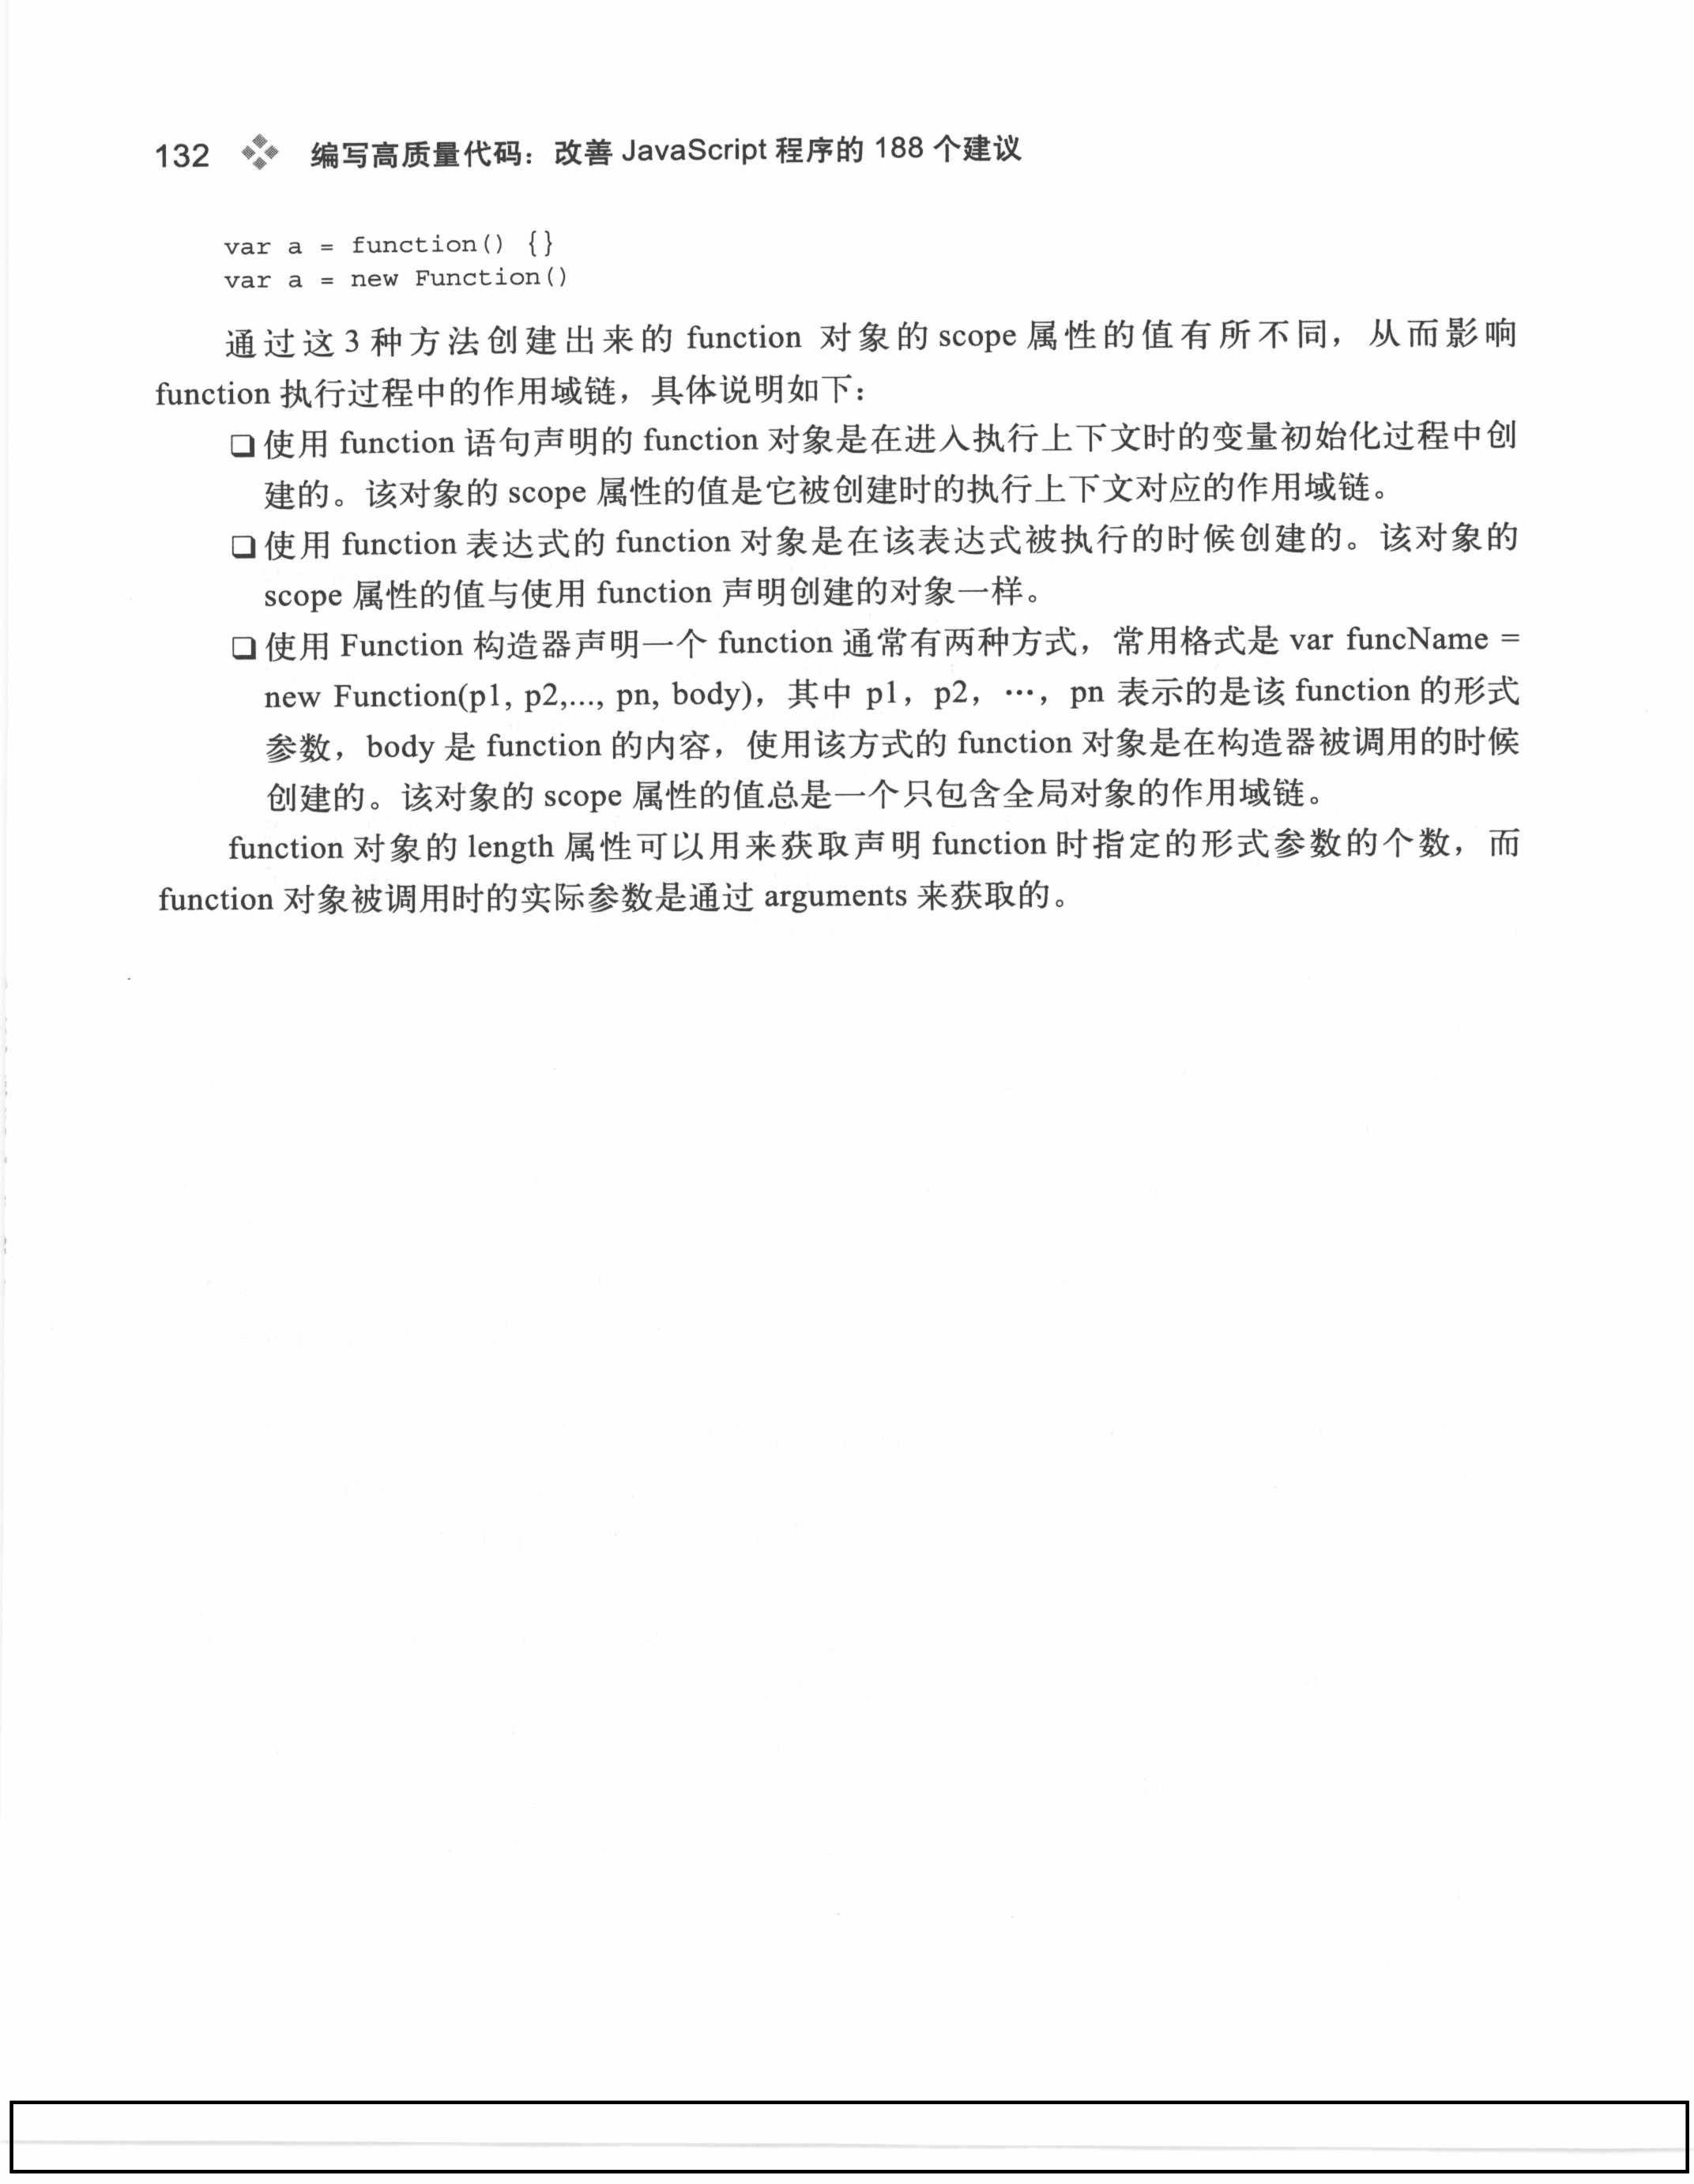 132 编写高质量代码：改善 JavaScript 程序的 188 个建议
var a = function() {}
var a = new Function()
通过这 3 种方法创建出来的 function 对象的 scope 属性的值有所不同，从而影响
function 执行过程中的作用域链，具体说明如下：
❑ 使用 function 语句声明的 function 对象是在进入执行上下文时的变量初始化过程中创
建的。该对象的 scope 属性的值是它被创建时的执行上下文对应的作用域链。
❑ 使用 function 表达式的 function 对象是在该表达式被执行的时候创建的。该对象的
scope 属性的值与使用 function 声明创建的对象一样。
❑ 使用 Function 构造器声明一个 function 通常有两种方式，常用格式是 var funcName =
new Function(p1, p2,..., pn, body)，其中 p1，p2，…，pn 表示的是该 function 的形式
参数，body 是 function 的内容，使用该方式的 function 对象是在构造器被调用的时候
创建的。该对象的 scope 属性的值总是一个只包含全局对象的作用域链。
function 对象的 length 属性可以用来获取声明 function 时指定的形式参数的个数，而
function 对象被调用时的实际参数是通过 arguments 来获取的。